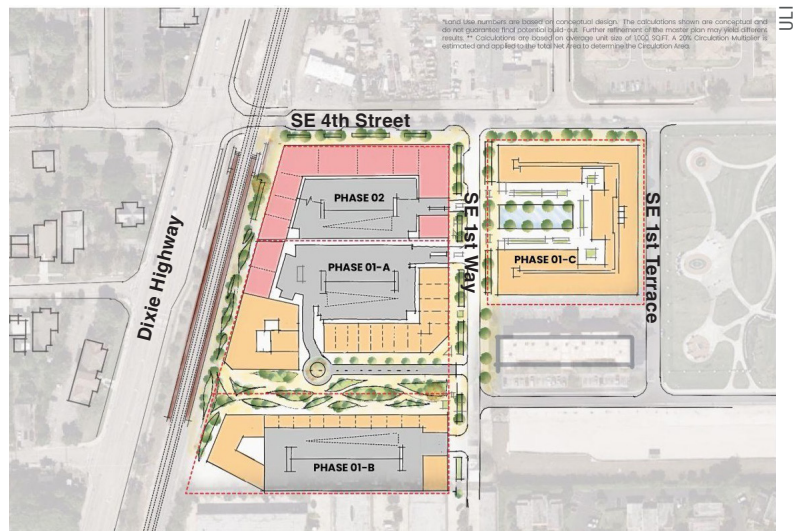 *Land Use numbers are based on conceptual design. The calculations shown are conceptual and
do not guarantee final potential build-out. Further refinement of the master plan may yield different
results. ** Calculations are based on average unit size of 1,000 SQ.FT. A 20% Circulation Multiplier is
estimated and applied to the total Net Area to determine the Circulation Area.
ULI
SE 4th Street
PHASE 02
SE 1st Way
SE 1st Terrace
Dixie Highway
PHASE 01-A
PHASE 01-C
PHASE 01-B